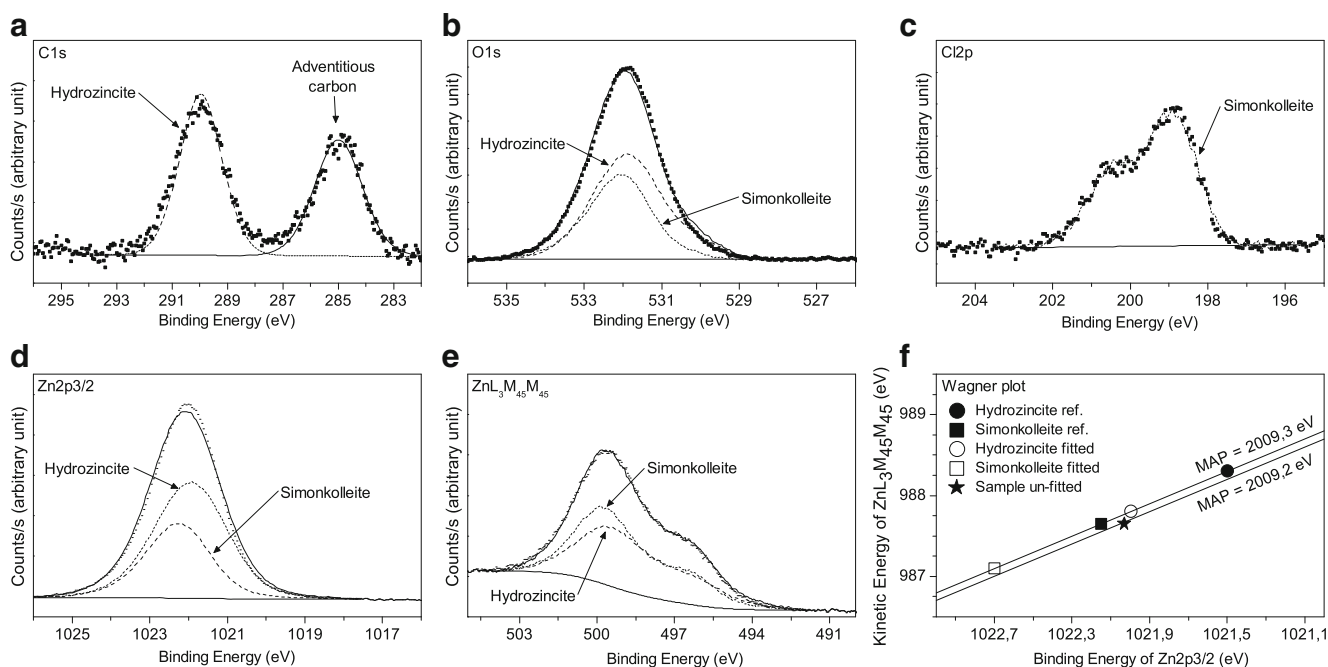 a
C1s
Hydrozincite
Adventitious
carbon
Counts/s (arbitrary unit)
295 293 291 289 287 285 283
Binding Energy (eV)
b
O1s
Hydrozincite
Simonkolleite
Counts/s (arbitrary unit)
535 533 531 529 527
Binding Energy (eV)
c
Cl2p
Simonkolleite
Counts/s (arbitrary unit)
204 202 200 198 196
Binding Energy (eV)
d
Zn2p3/2
Hydrozincite
Simonkolleite
Counts/s (arbitrary unit)
1025 1023 1021 1019 1017
Binding Energy (eV)
e
ZnL3M45M45
Simonkolleite
Hydrozincite
Counts/s (arbitrary unit)
503 500 497 494 491
Binding Energy (eV)
f
Wagner plot
Hydrozincite ref.
Simonkolleite ref.
Hydrozincite fitted
Simonkolleite fitted
Sample un-fitted
MAP = 2009,3 eV
MAP = 2009,2 eV
Kinetic Energy of ZnL3M45M45 (eV)
989
988
987
1022,7 1022,3 1021,9 1021,5 1021,1
Binding Energy of Zn2p3/2 (eV)